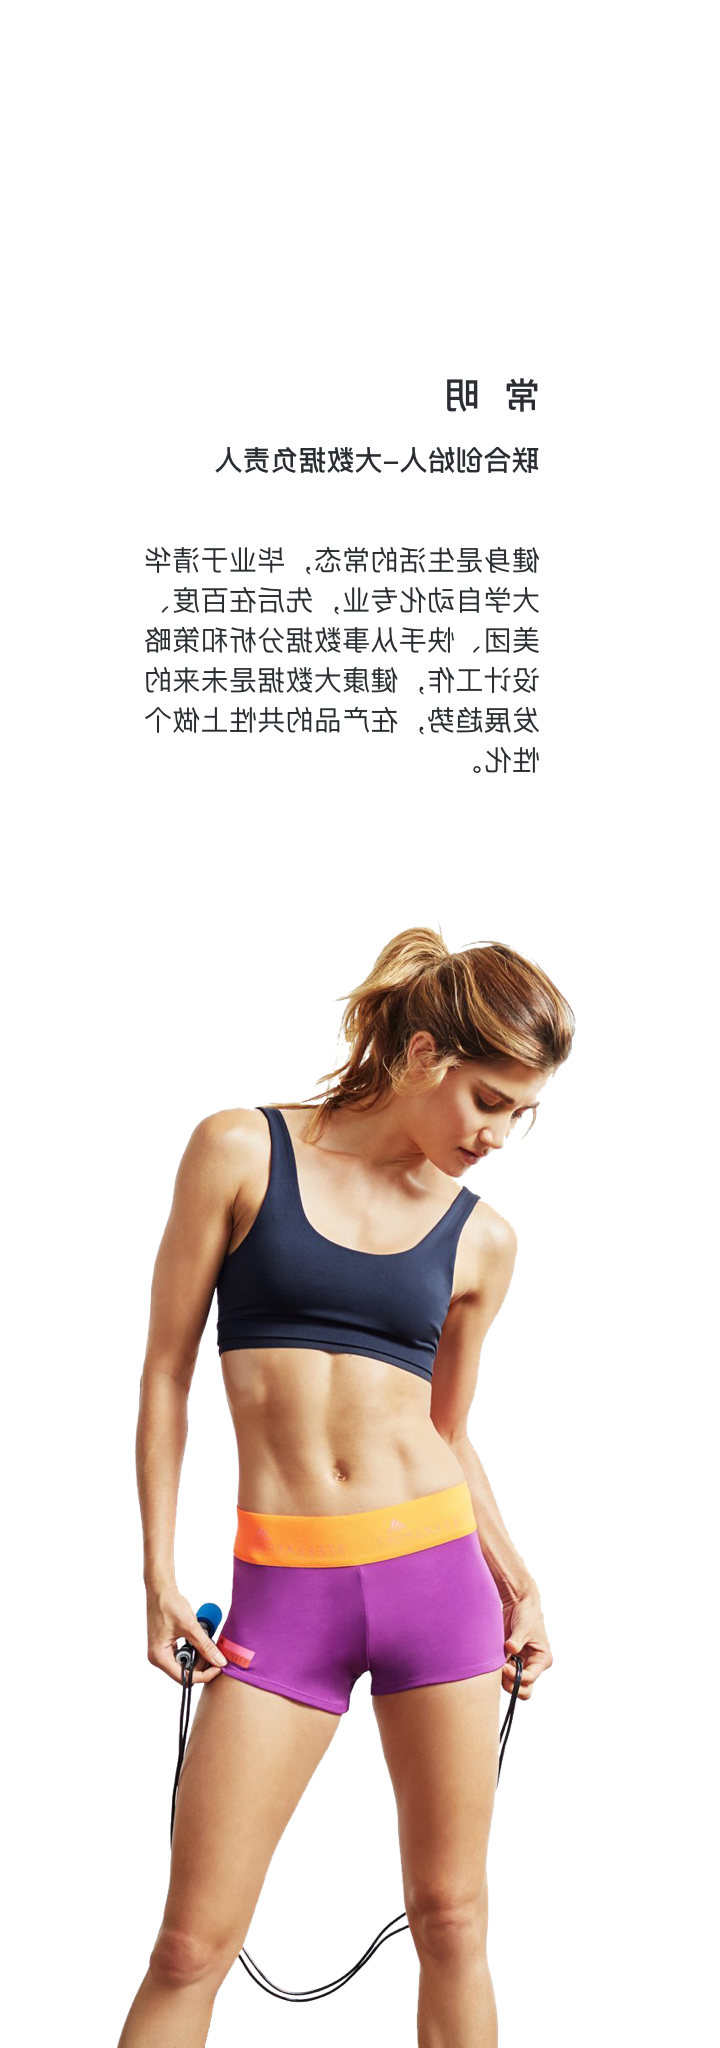 常 明
联合创始人-大数据负责人
健身是生活的常态，毕业于清华
大学自动化专业，先后在百度、
美团、快手从事数据分析和策略
设计工作，健康大数据是未来的
发展趋势，在产品的共性上做个
性化。